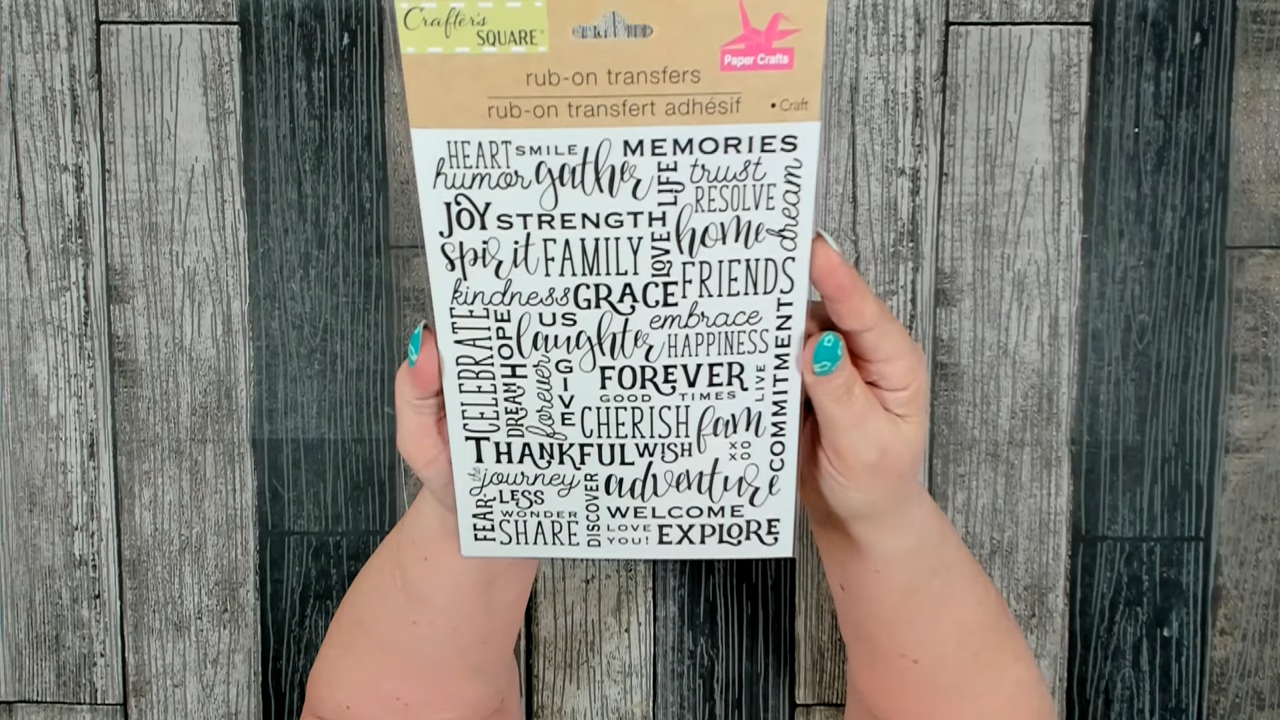 Crafter's
SQUARE
Paper Crafts
rub-on transfers
rub-on transfert adhésif • Craft
HEART SMILE MEMORIES
humor gather LIFE trust
RESOLVE dream
JOY STRENGTH home
spirit FAMILY LOVE
kindness GRACE FRIENDS
CELEBRATE HOPE US laughter embrace
HAPPINESS COMMITMENT
DREAM forever GIVE FOREVER LIVE
GOOD TIMES
CHERISH fam
THANKFUL WISH XO
XO
the journey adventure
FEAR LESS DISCOVER
WONDER WELCOME
SHARE LOVE YOU! EXPLORE